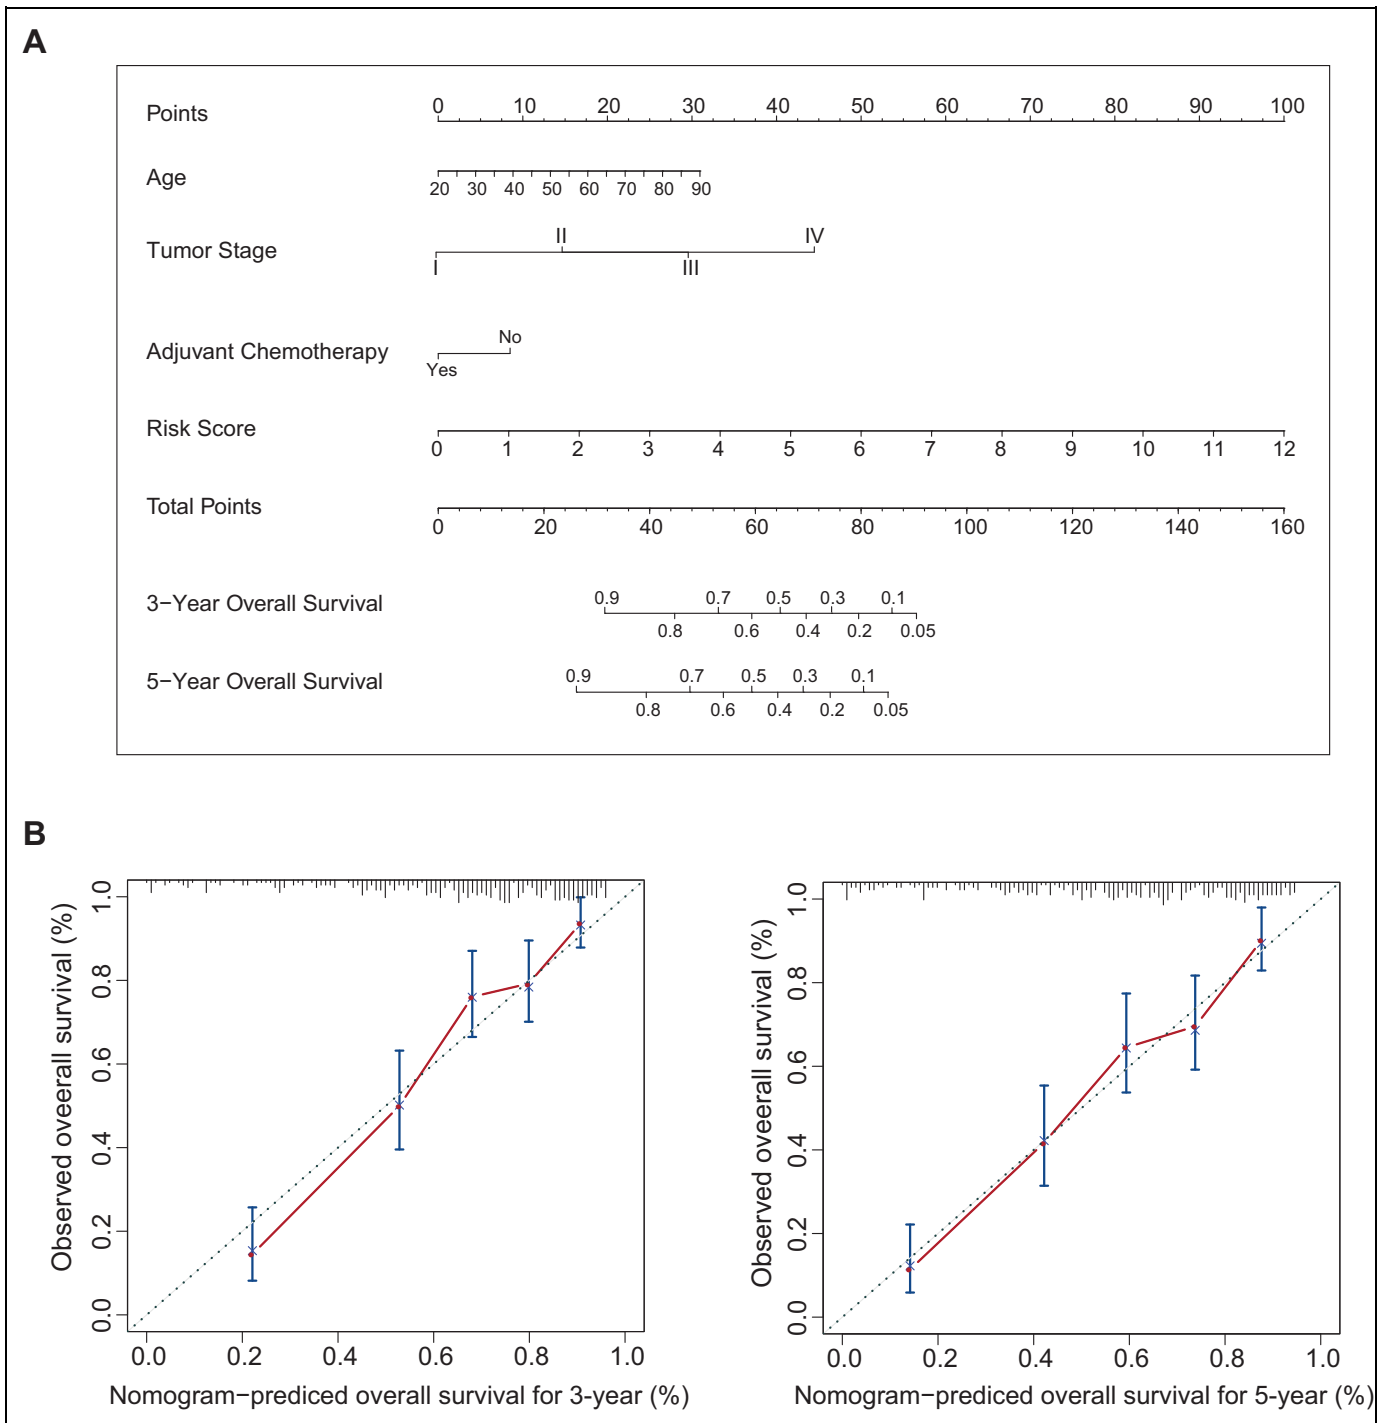 A
Points 0 10 20 30 40 50 60 70 80 90 100
Age
20 30 40 50 60 70 80 90
II IV
Tumor Stage
I III
No
Adjuvant Chemotherapy
Yes
Risk Score
0 1 2 3 4 5 6 7 8 9 10 11 12
Total Points
0 20 40 60 80 100 120 140 160
3−Year Overall Survival 0.9 0.7 0.5 0.3 0.1
0.8 0.6 0.4 0.2 0.05
5−Year Overall Survival 0.9 0.7 0.5 0.3 0.1
0.8 0.6 0.4 0.2 0.05
B
Observed oveerall survival (%)
1.0
0.8
0.6
0.4
0.2
0.0
0.0 0.2 0.4 0.6 0.8 1.0
Nomogram−prediced overall survival for 3-year (%)
Observed oveerall survival (%)
1.0
0.8
0.6
0.4
0.2
0.0
0.0 0.2 0.4 0.6 0.8 1.0
Nomogram−prediced overall survival for 5-year (%)